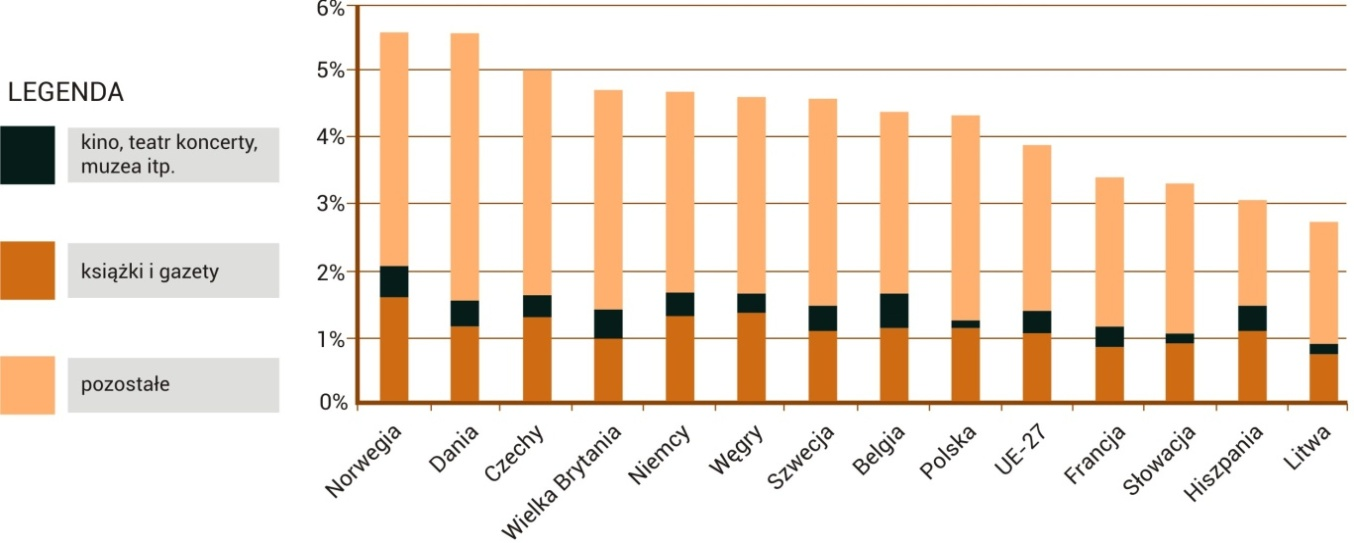 LEGENDA
kino, teatr koncerty,
muzea itp.
książki i gazety
pozostałe
6%
5%
4%
3%
2%
1%
0%
Norwegia
Dania
Czechy
Wielka Brytania
Niemcy
Węgry
Szwecja
Belgia
Polska
UE-27
Francja
Słowacja
Hiszpania
Litwa